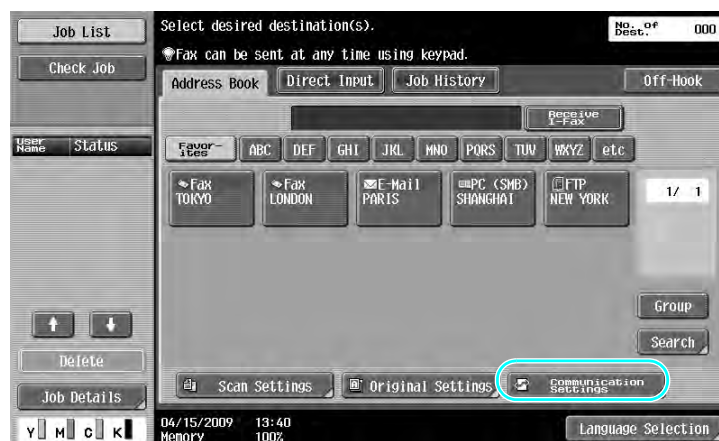 Job List
Check Job
User Name Status
Delete
Job Details
Y M C K
Select desired destination(s).
Fax can be sent at any time using keypad.
No. of Dest. 000
Address Book Direct Input Job History Off-Hook
Receive I-Fax
Favor-ites ABC DEF GHI JKL MNO PQRS TUV WXYZ etc
Fax TOKYO
Fax LONDON
E-Mail PARIS
PC (SMB) SHANGHAI
FTP NEW YORK
1/ 1
Group
Search
Scan Settings Original Settings Communication Settings
04/15/2009 13:40
Memory 100%
Language Selection